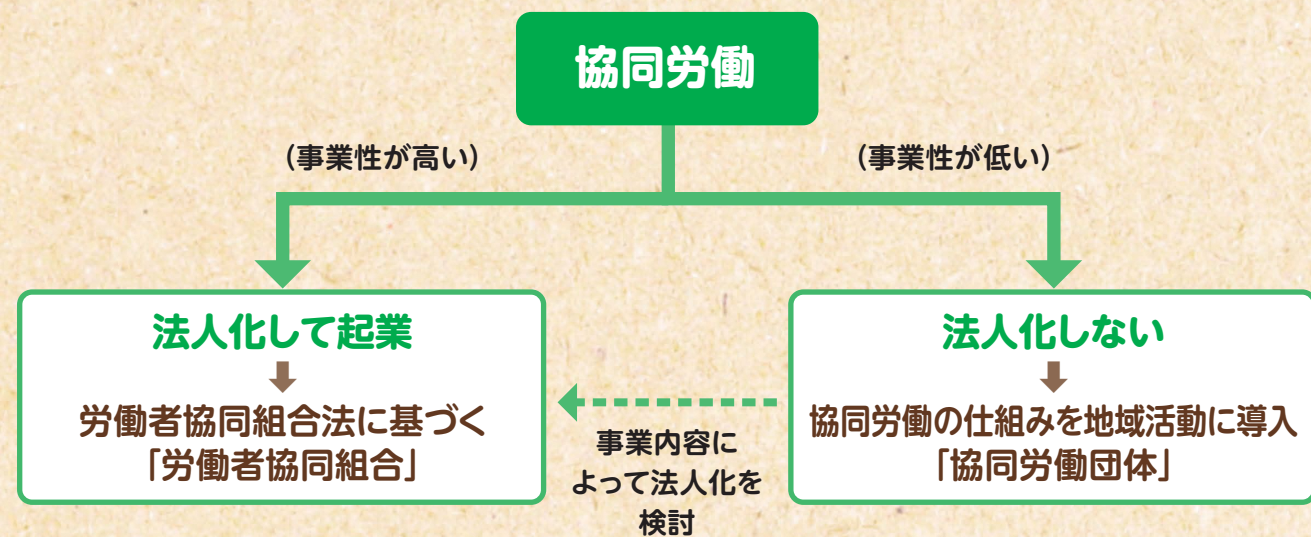 協同労働
(事業性が高い)
(事業性が低い)
法人化して起業
労働者協同組合法に基づく
「労働者協同組合」
事業内容に
よって法人化を
検討
法人化しない
協同労働の仕組みを地域活動に導入
「協同労働団体」